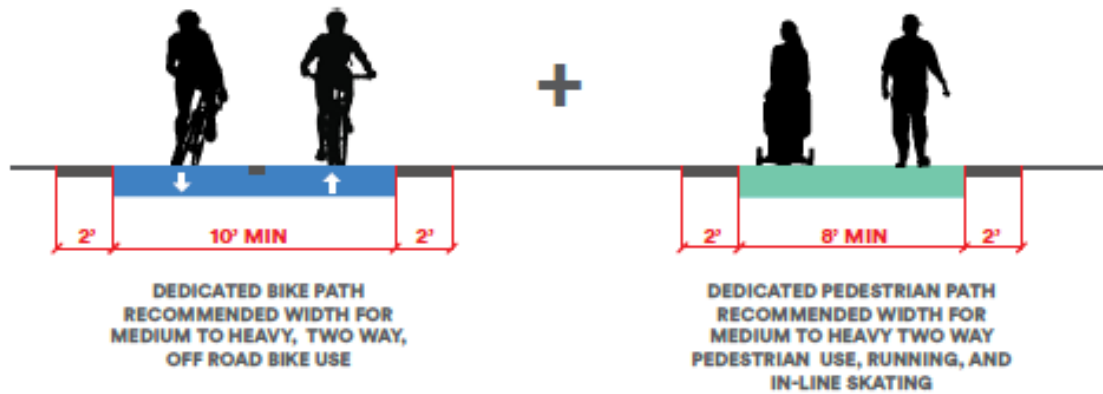 +
2' 10' MIN 2'
2' 8' MIN 2'
DEDICATED BIKE PATH
RECOMMENDED WIDTH FOR
MEDIUM TO HEAVY, TWO WAY,
OFF ROAD BIKE USE
DEDICATED PEDESTRIAN PATH
RECOMMENDED WIDTH FOR
MEDIUM TO HEAVY TWO WAY
PEDESTRIAN USE, RUNNING, AND
IN-LINE SKATING